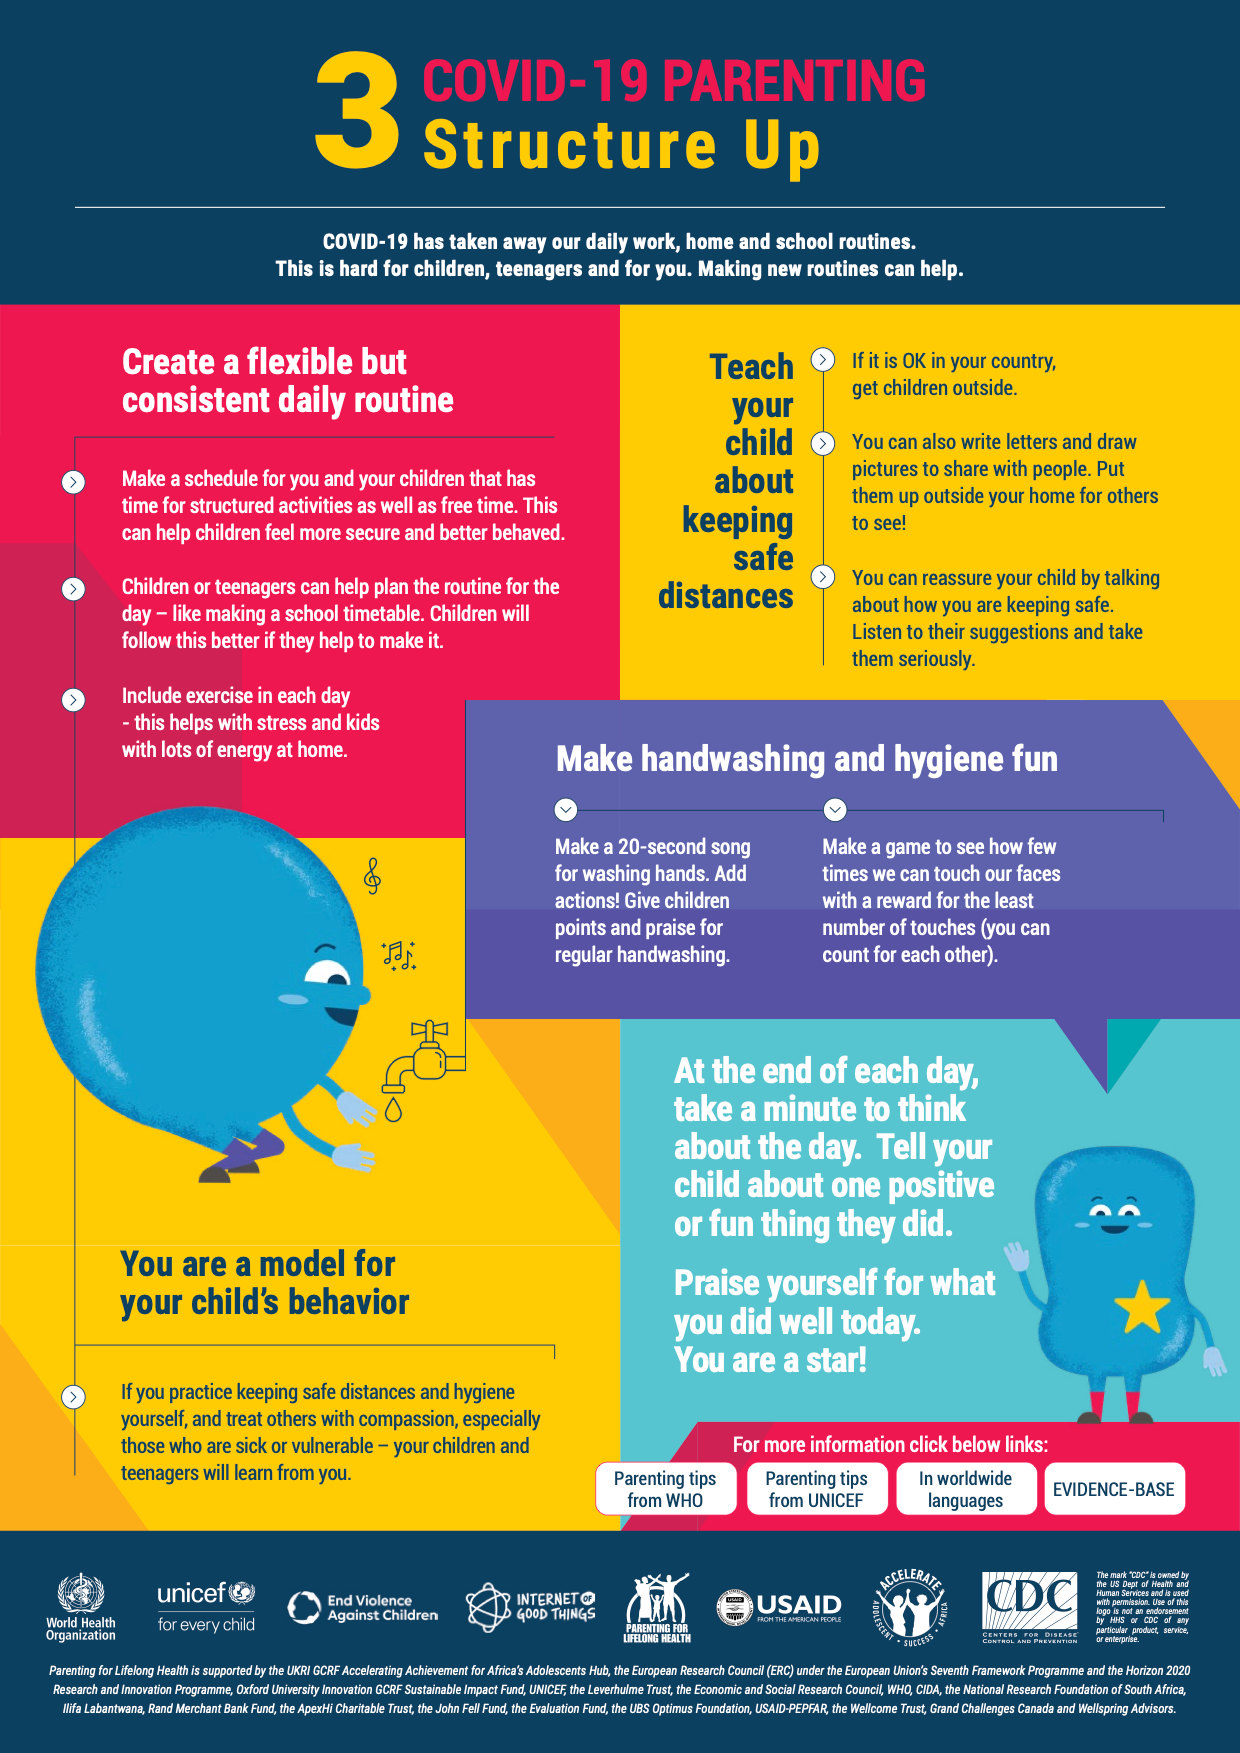 3
COVID-19 PARENTING
Structure Up
COVID-19 has taken away our daily work, home and school routines.
This is hard for children, teenagers and for you. Making new routines can help.
Create a flexible but
consistent daily routine
Make a schedule for you and your children that has
time for structured activities as well as free time. This
can help children feel more secure and better behaved.
Children or teenagers can help plan the routine for the
day – like making a school timetable. Children will
follow this better if they help to make it.
Include exercise in each day
- this helps with stress and kids
with lots of energy at home.
Teach
your
child
about
keeping
safe
distances
If it is OK in your country,
get children outside.
You can also write letters and draw
pictures to share with people. Put
them up outside your home for others
to see!
You can reassure your child by talking
about how you are keeping safe.
Listen to their suggestions and take
them seriously.
Make handwashing and hygiene fun
Make a 20-second song
for washing hands. Add
actions! Give children
points and praise for
regular handwashing.
Make a game to see how few
times we can touch our faces
with a reward for the least
number of touches (you can
count for each other).
You are a model for
your child's behavior
If you practice keeping safe distances and hygiene
yourself, and treat others with compassion, especially
those who are sick or vulnerable – your children and
teenagers will learn from you.
At the end of each day,
take a minute to think
about the day. Tell your
child about one positive
or fun thing they did.
Praise yourself for what
you did well today.
You are a star!
For more information click below links:
Parenting tips
from WHO
Parenting tips
from UNICEF
In worldwide
languages
EVIDENCE-BASE
World Health
Organization
unicef
for every child
End Violence
Against Children
INTERNET OF
GOOD THINGS
PARENTING FOR
LIFELONG HEALTH
USAID
USAID
FROM THE AMERICAN PEOPLE
ACCELERATE
ADOLESCENT • SUCCESS • AFRICA
CDC
CENTERS FOR DISEASE
CONTROL AND PREVENTION
The mark "CDC" is owned by
the US Dept of Health and
Human Services and is used
with permission. Use of this
logo is not an endorsement
by HHS or CDC of any
particular product, service,
or enterprise.
Parenting for Lifelong Health is supported by the UKRI GCRF Accelerating Achievement for Africa's Adolescents Hub, the European Research Council (ERC) under the European Union's Seventh Framework Programme and the Horizon 2020
Research and Innovation Programme, Oxford University Innovation GCRF Sustainable Impact Fund, UNICEF, the Leverhulme Trust, the Economic and Social Research Council, WHO, CIDA, the National Research Foundation of South Africa,
Ilifa Labantwana, Rand Merchant Bank Fund, the ApexHi Charitable Trust, the John Fell Fund, the Evaluation Fund, the UBS Optimus Foundation, USAID-PEPFAR, the Wellcome Trust, Grand Challenges Canada and Wellspring Advisors.